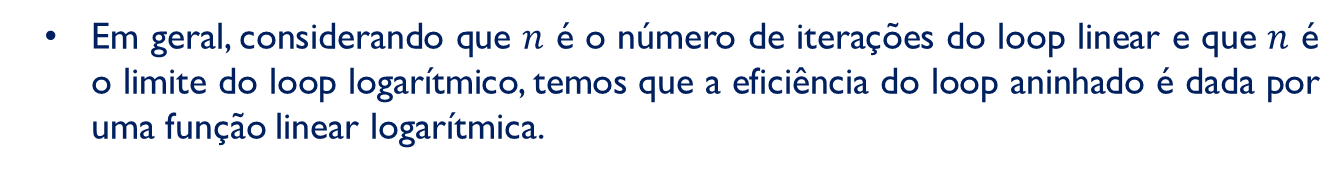 • Em geral, considerando que n é o número de iterações do loop linear e que n é
o limite do loop logarítmico, temos que a eficiência do loop aninhado é dada por
uma função linear logarítmica.